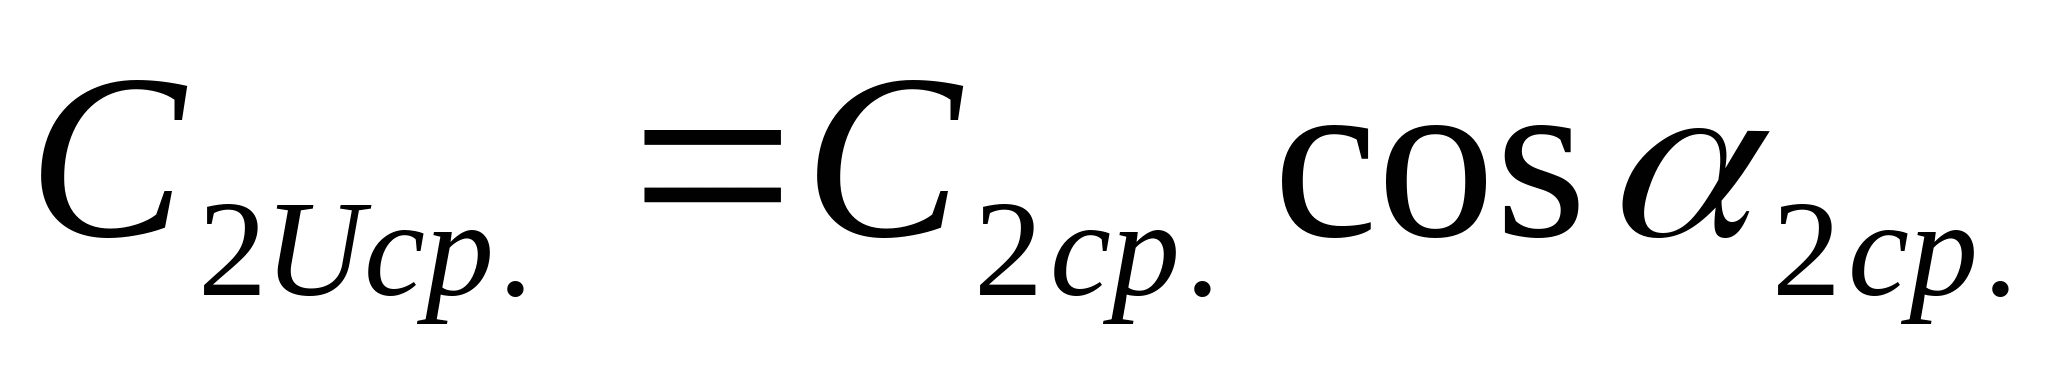 C₂Uср. = C₂ср. cos α₂ср.